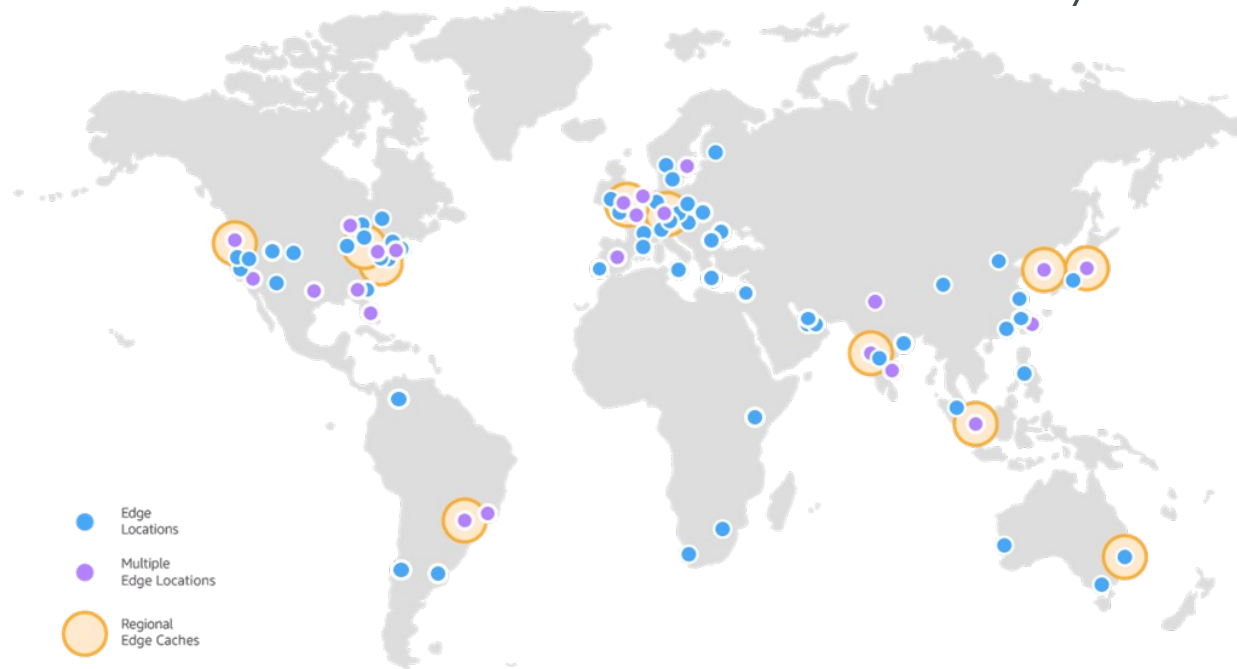 Edge
Locations
Multiple
Edge Locations
Regional
Edge Caches